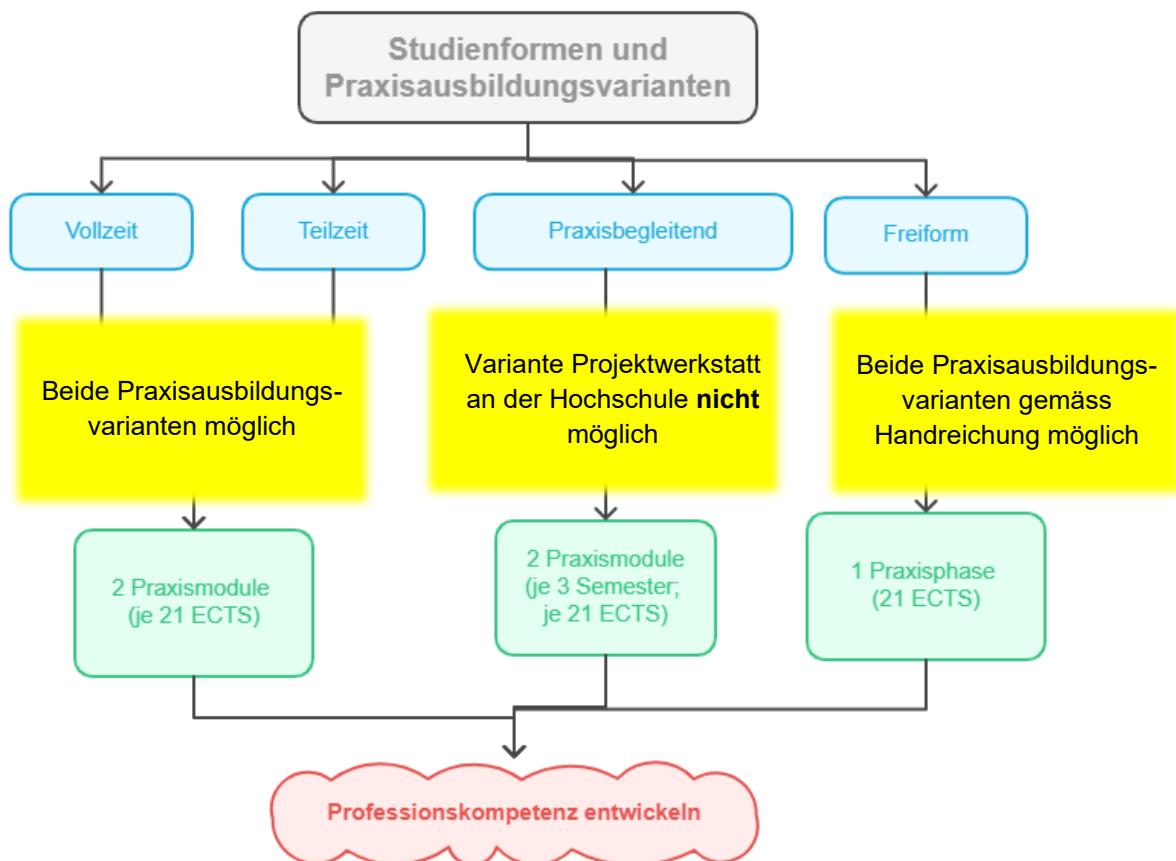 Studienformen und
Praxisausbildungsvarianten
Vollzeit
Teilzeit
Praxisbegleitend
Freiform
Beide Praxisausbildungs-
varianten möglich
Variante Projektwerkstatt
an der Hochschule nicht
möglich
Beide Praxisausbildungs-
varianten gemäss
Handreichung möglich
2 Praxismodule
(je 21 ECTS)
2 Praxismodule
(je 3 Semester;
je 21 ECTS)
1 Praxisphase
(21 ECTS)
Professionskompetenz entwickeln